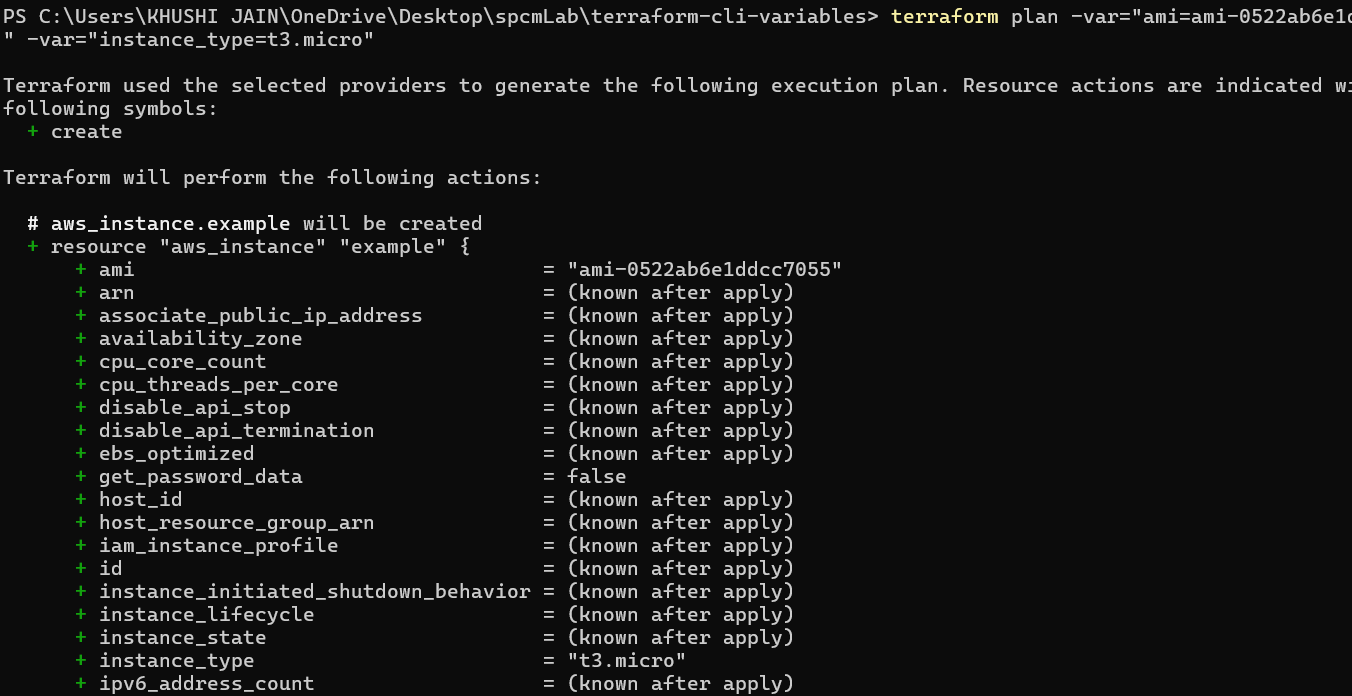 PS C:\Users\KHUSHI JAIN\OneDrive\Desktop\spcmLab\terraform-cli-variables> terraform plan -var="ami=ami-0522ab6e1d
" -var="instance_type=t3.micro"
Terraform used the selected providers to generate the following execution plan. Resource actions are indicated wi
following symbols:
+ create
Terraform will perform the following actions:
# aws_instance.example will be created
+ resource "aws_instance" "example" {
+ ami = "ami-0522ab6e1ddcc7055"
+ arn = (known after apply)
+ associate_public_ip_address = (known after apply)
+ availability_zone = (known after apply)
+ cpu_core_count = (known after apply)
+ cpu_threads_per_core = (known after apply)
+ disable_api_stop = (known after apply)
+ disable_api_termination = (known after apply)
+ ebs_optimized = (known after apply)
+ get_password_data = false
+ host_id = (known after apply)
+ host_resource_group_arn = (known after apply)
+ iam_instance_profile = (known after apply)
+ id = (known after apply)
+ instance_initiated_shutdown_behavior = (known after apply)
+ instance_lifecycle = (known after apply)
+ instance_state = (known after apply)
+ instance_type = "t3.micro"
+ ipv6_address_count = (known after apply)